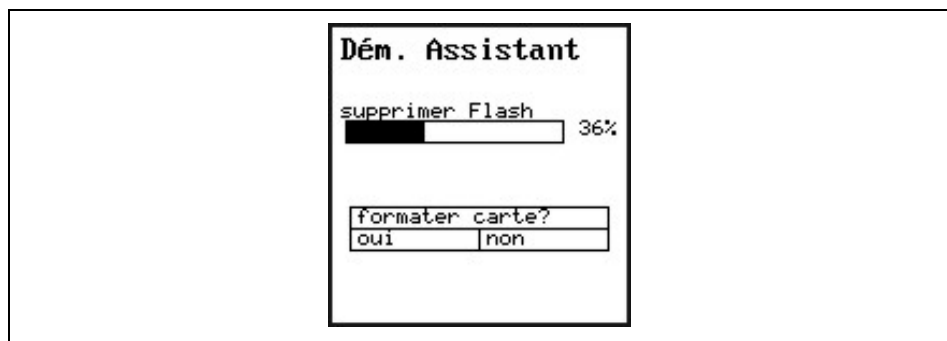 Dém. Assistant
supprimer Flash
36%
formater carte?
oui non